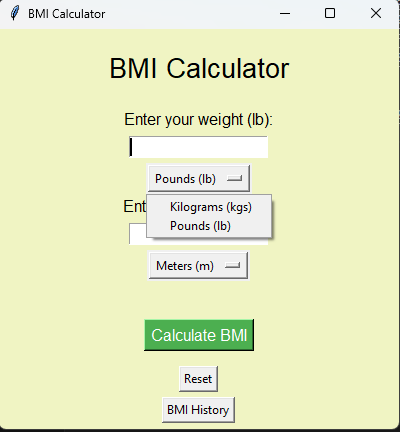 BMI Calculator
BMI Calculator
Enter your weight (lb):
Pounds (lb)
Ent
Kilograms (kgs)
Pounds (lb)
Meters (m)
Calculate BMI
Reset
BMI History